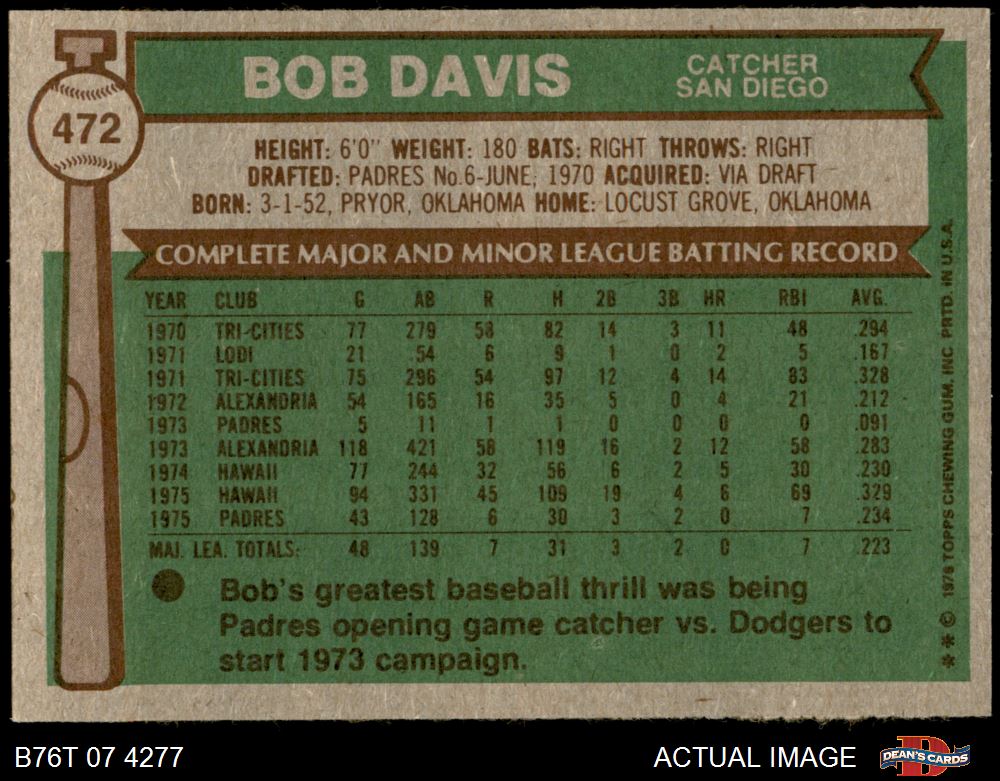 472
BOB DAVIS
CATCHER
SAN DIEGO
HEIGHT: 6'0" WEIGHT: 180 BATS: RIGHT THROWS: RIGHT
DRAFTED: PADRES No.6-JUNE, 1970 ACQUIRED: VIA DRAFT
BORN: 3-1-52, PRYOR, OKLAHOMA HOME: LOCUST GROVE, OKLAHOMA
COMPLETE MAJOR AND MINOR LEAGUE BATTING RECORD
YEAR CLUB G AB R H 2B 3B HR RBI AVG.
1970 TRI-CITIES 77 279 58 82 14 3 11 48 .294
1971 LODI 21 54 6 9 1 0 2 5 .167
1971 TRI-CITIES 75 296 54 97 12 4 14 83 .328
1972 ALEXANDRIA 54 165 16 35 5 0 4 21 .212
1973 PADRES 5 11 1 1 0 0 0 0 .091
1973 ALEXANDRIA 118 421 58 119 16 2 12 58 .283
1974 HAWAII 77 244 32 56 6 2 5 30 .230
1975 HAWAII 94 331 45 109 19 4 6 69 .329
1975 PADRES 43 128 6 30 3 2 0 7 .234
MAJ. LEA. TOTALS: 48 139 7 31 3 2 0 7 .223
Bob's greatest baseball thrill was being
Padres opening game catcher vs. Dodgers to
start 1973 campaign.
** © 1976 TOPPS CHEWING GUM, INC. PRTD. IN U.S.A.
B76T 07 4277
ACTUAL IMAGE
D
DEAN'S CARDS